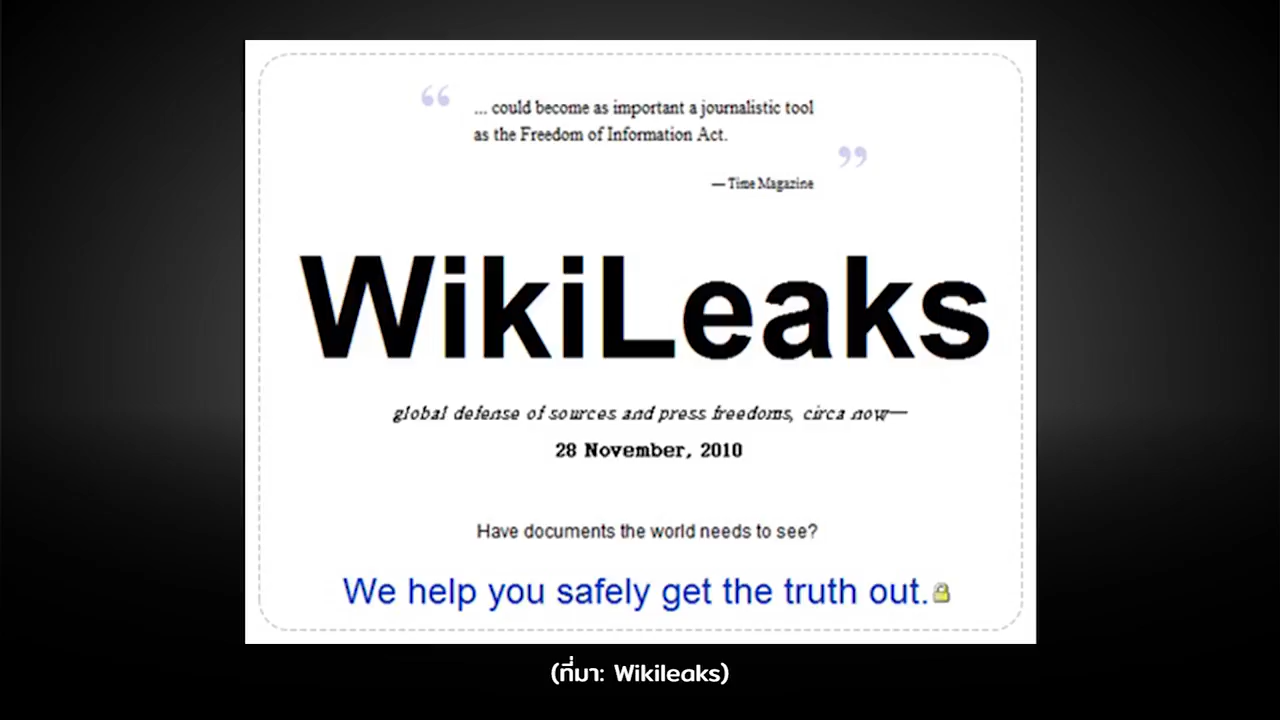 “ ... could become as important a journalistic tool
as the Freedom of Information Act. ”
— Time Magazine
WikiLeaks
global defense of sources and press freedoms, circa now—
28 November, 2010
Have documents the world needs to see?
We help you safely get the truth out.
(ที่มา: Wikileaks)